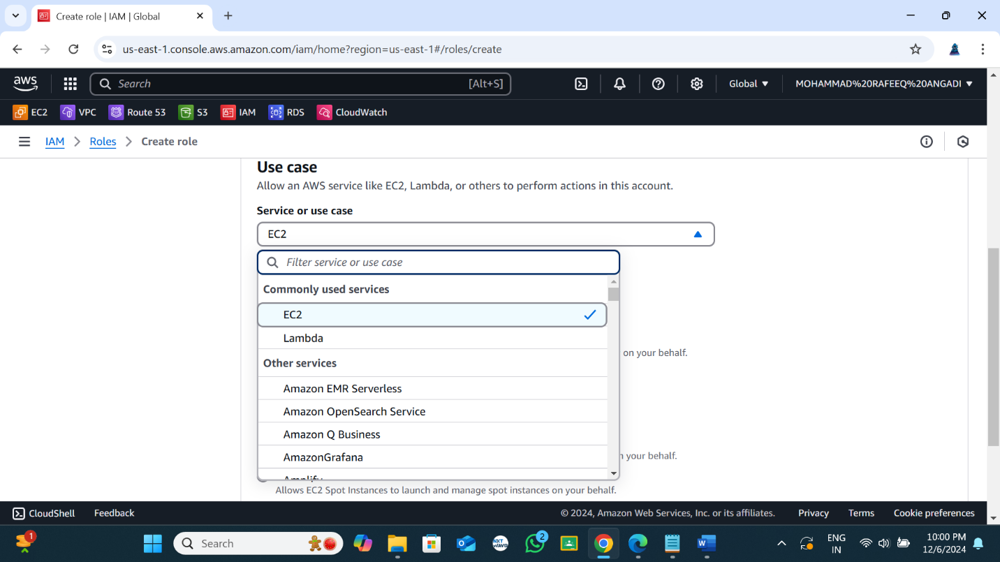 Create role | IAM | Global
us-east-1.console.aws.amazon.com/iam/home?region=us-east-1#/roles/create
aws
Search [Alt+S]
Global
MOHAMMAD%20RAFEEQ%20ANGADI
EC2 VPC Route 53 S3 IAM RDS CloudWatch
IAM Roles Create role
Use case
Allow an AWS service like EC2, Lambda, or others to perform actions in this account.
Service or use case
EC2
Filter service or use case
Commonly used services
EC2
Lambda
on your behalf.
Other services
Amazon EMR Serverless
Amazon OpenSearch Service
Amazon Q Business
AmazonGrafana
your behalf.
Amplify
Allows EC2 Spot Instances to launch and manage spot instances on your behalf.
CloudShell Feedback © 2024, Amazon Web Services, Inc. or its affiliates. Privacy Terms Cookie preferences
1
Search
NXT WAVE
2
ENG
IN
10:00 PM
12/6/2024